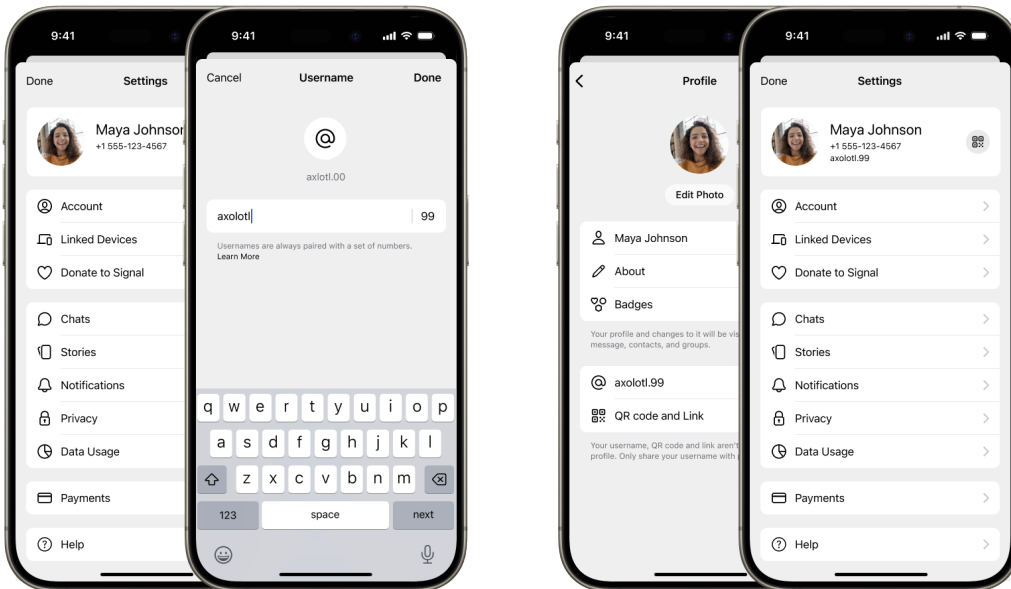 9:41
Done
Settings
Maya Johnson
+1 555-123-4567
Account
Linked Devices
Donate to Signal
Chats
Stories
Notifications
Privacy
Data Usage
Payments
Help
9:41
Cancel
Username
Done
axlotl.00
axolotl
99
Usernames are always paired with a set of numbers.
Learn More
q w e r t y u i o p
a s d f g h j k l
z x c v b n m
123
space
next
9:41
Profile
Edit Photo
Maya Johnson
About
Badges
Your profile and changes to it will be
message, contacts, and groups.
axolotl.99
QR code and Link
Your username, QR code and link aren't
profile. Only share your username with
9:41
Done
Settings
Maya Johnson
+1 555-123-4567
axolotl.99
Account
Linked Devices
Donate to Signal
Chats
Stories
Notifications
Privacy
Data Usage
Payments
Help